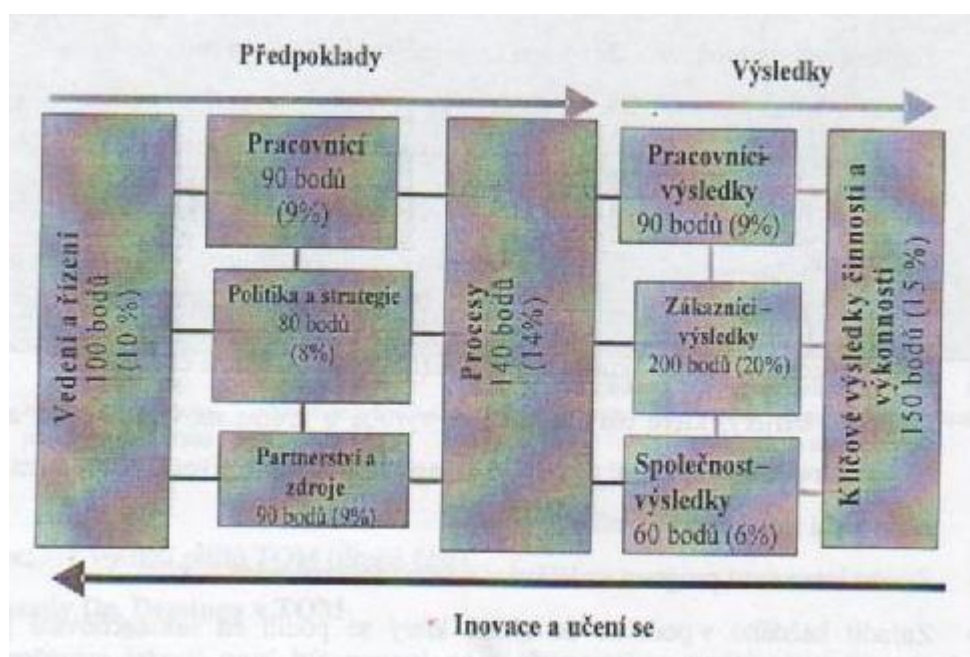 Předpoklady
Výsledky
Vedení a řízení
100 bodů
(10 %)
Pracovníci
90 bodů
(9%)
Politika a strategie
80 bodů
(8%)
Partnerství a
zdroje
90 bodů (9%)
Procesy
140 bodů
(14%)
Pracovníci-
výsledky
90 bodů (9%)
Zákazníci –
výsledky
200 bodů (20%)
Společnost–
výsledky
60 bodů (6%)
Klíčové výsledky činností a
výkonností
150 bodů (15 %)
Inovace a učení se